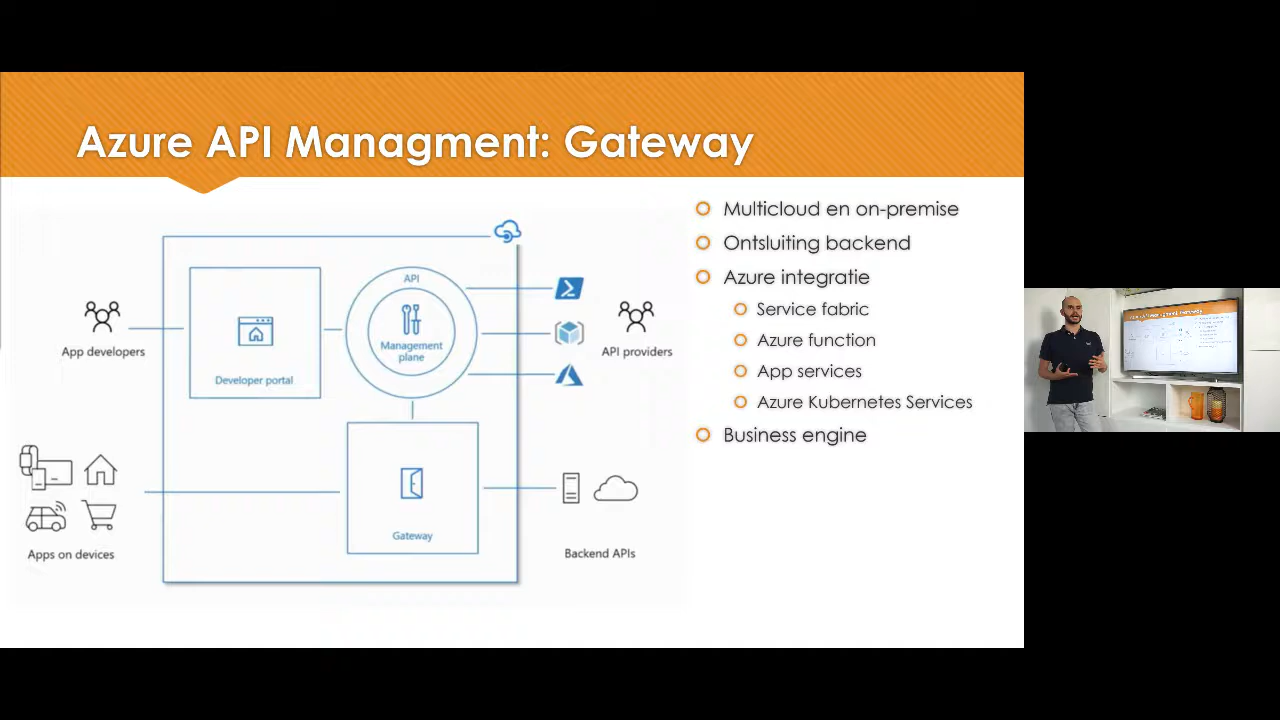 Azure API Managment: Gateway
Multicloud en on-premise
Ontsluiting backend
Azure integratie
Service fabric
Azure function
App services
Azure Kubernetes Services
Business engine
App developers
Developer portal
API
Management
plane
API providers
Apps on devices
Gateway
Backend APIs